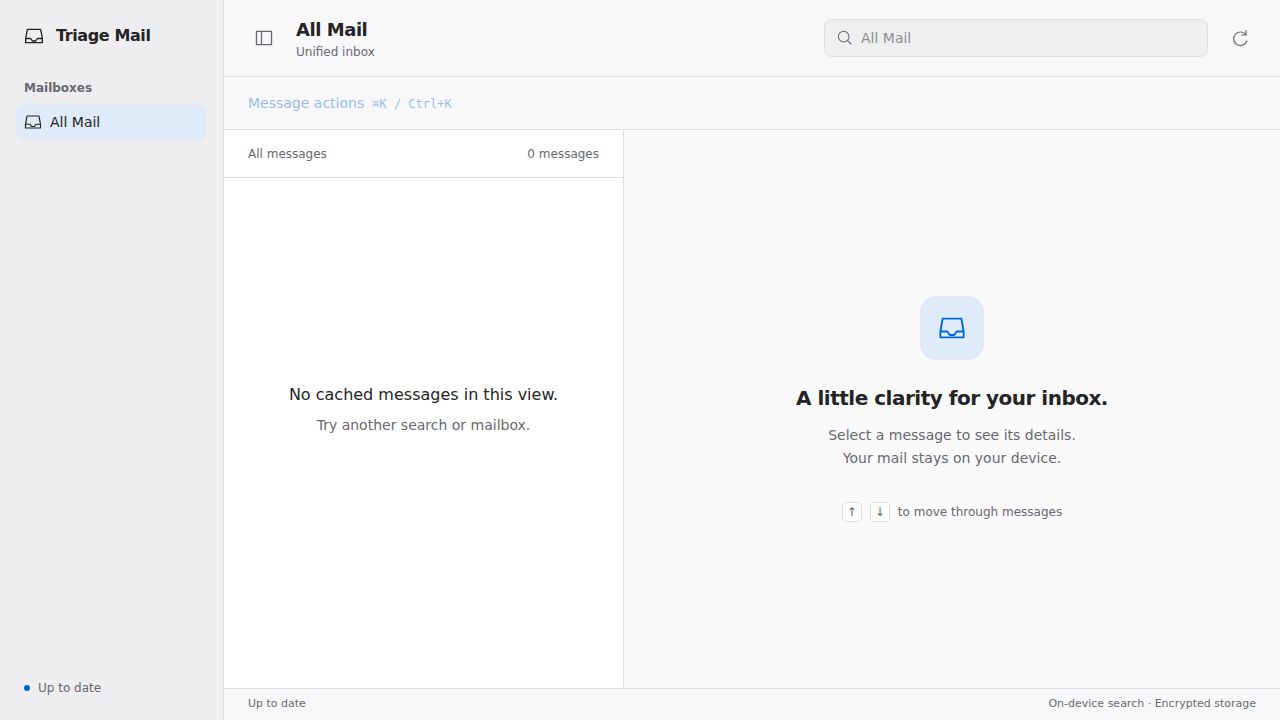 Triage Mail
Mailboxes
All Mail
Up to date
All Mail
Unified inbox
All Mail
Message actions ⌘K / Ctrl+K
All messages
0 messages
No cached messages in this view.
Try another search or mailbox.
A little clarity for your inbox.
Select a message to see its details.
Your mail stays on your device.
↑ ↓ to move through messages
Up to date
On-device search · Encrypted storage